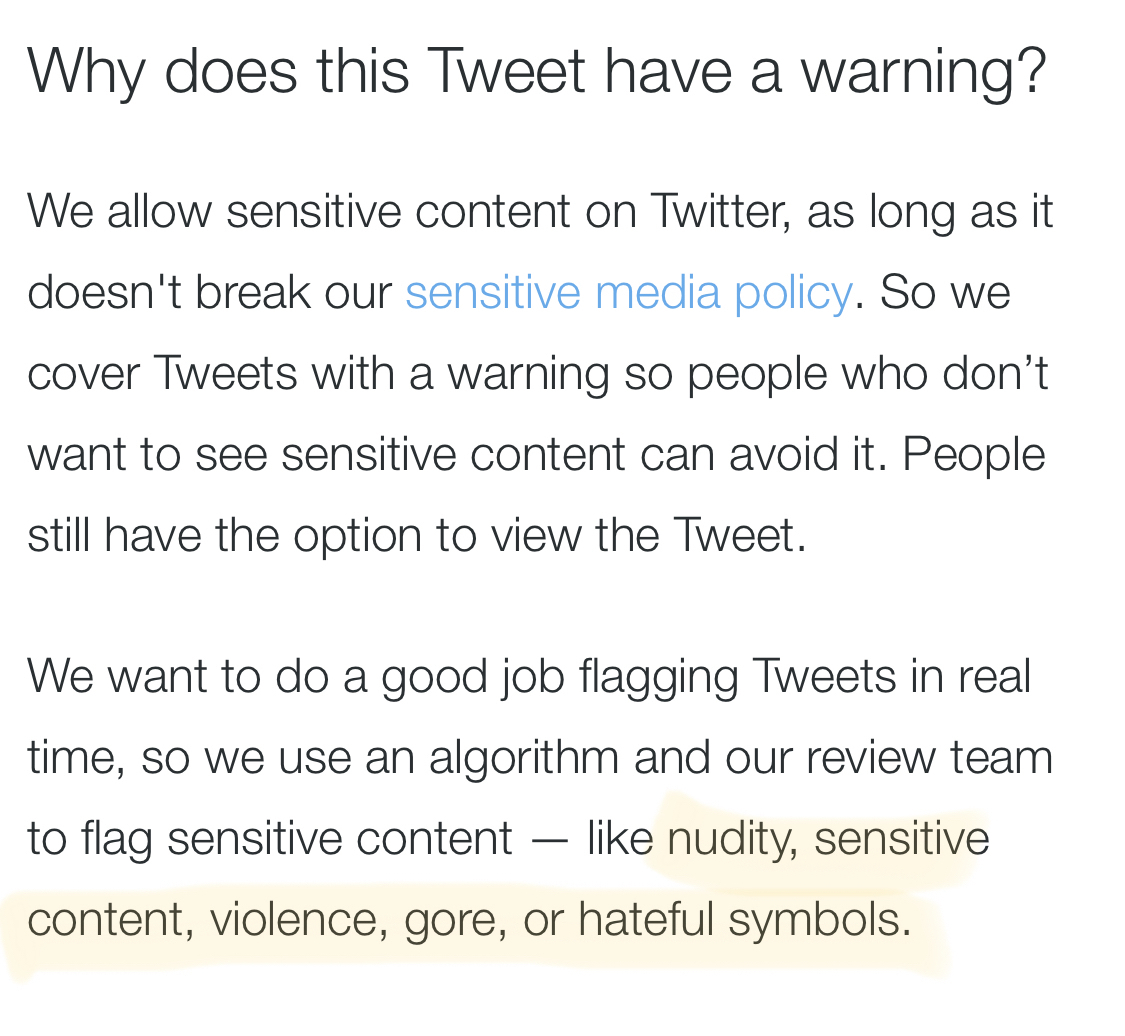 Why does this Tweet have a warning?
We allow sensitive content on Twitter, as long as it
doesn't break our sensitive media policy. So we
cover Tweets with a warning so people who don’t
want to see sensitive content can avoid it. People
still have the option to view the Tweet.
We want to do a good job flagging Tweets in real
time, so we use an algorithm and our review team
to flag sensitive content — like nudity, sensitive
content, violence, gore, or hateful symbols.